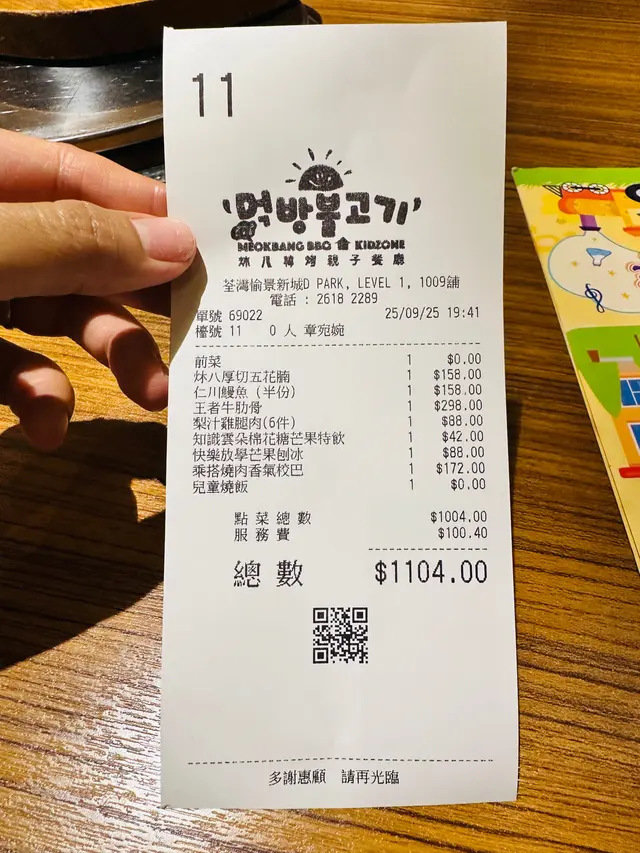 11
'먹방불고기'
MEOKBANG BBQ KIDZONE
炑八韓烤親子餐廳
荃灣愉景新城D PARK, LEVEL 1, 1009舖
電話 : 2618 2289
單號 69022 25/09/25 19:41
檯號 11 0 人 章宛婉
前菜 1 $0.00
炑八厚切五花腩 1 $158.00
仁川鰻魚 (半份) 1 $158.00
王者牛肋骨 1 $298.00
梨汁雞腿肉(6件) 1 $88.00
知識雲朵棉花糖芒果特飲 1 $42.00
快樂放學芒果刨冰 1 $88.00
乘搭燒肉香氣校巴 1 $172.00
兒童燒飯 1 $0.00
點菜總數 $1004.00
服務費 $100.40
總數 $1104.00
多謝惠顧 請再光臨